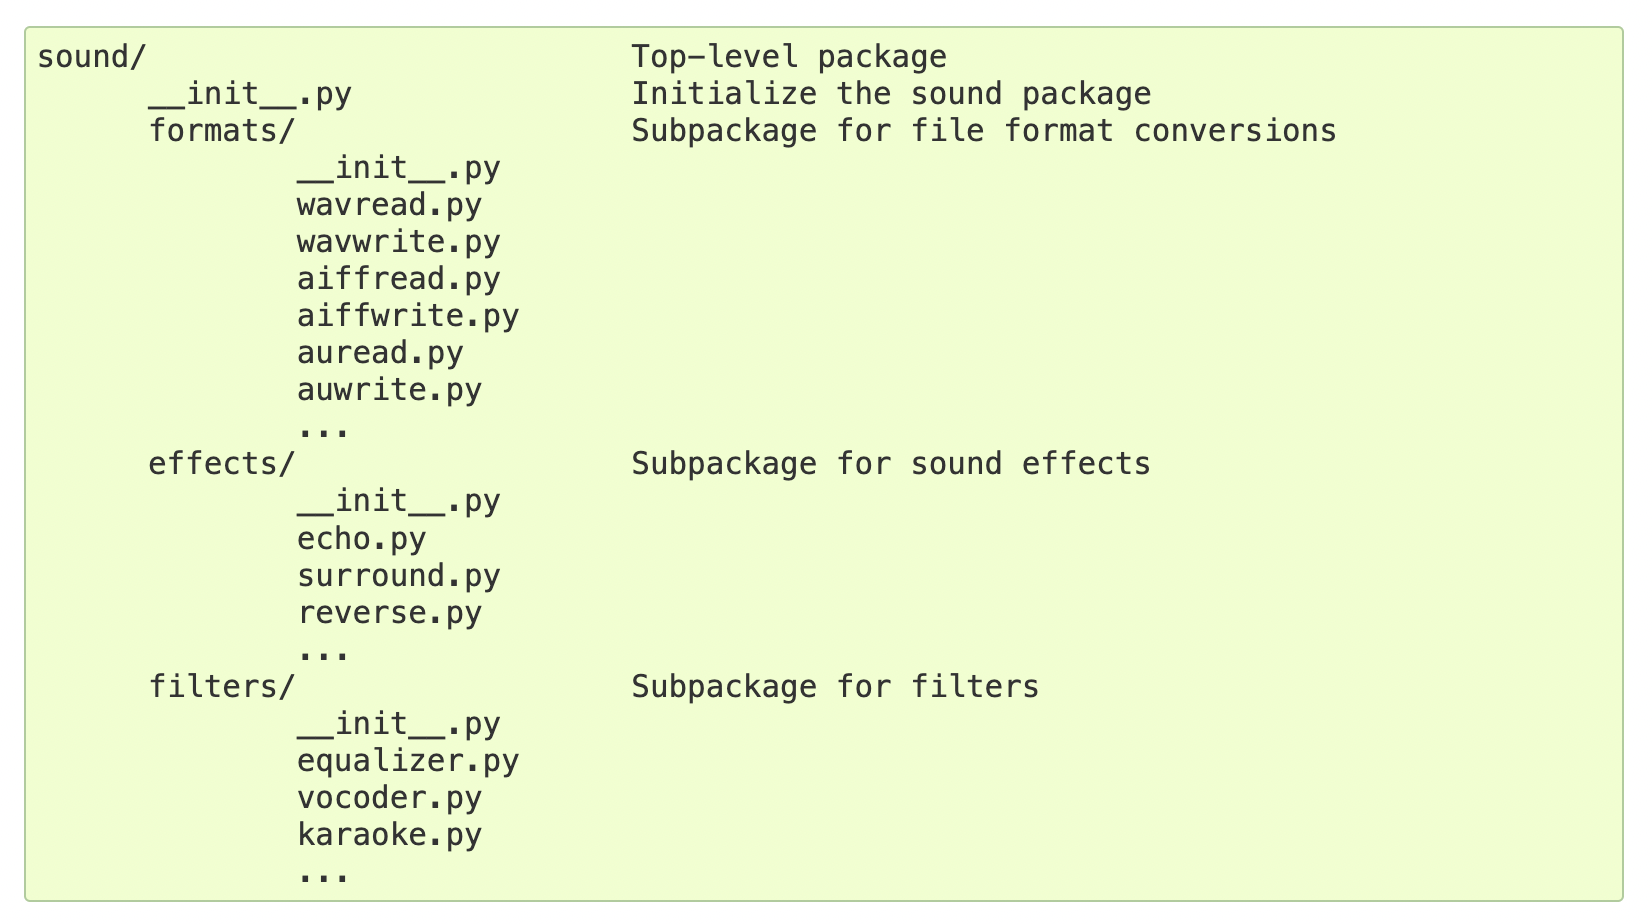 sound/                          Top-level package
      __init__.py               Initialize the sound package
      formats/                  Subpackage for file format conversions
              __init__.py
              wavread.py
              wavwrite.py
              aiffread.py
              aiffwrite.py
              auread.py
              auwrite.py
              ...
      effects/                  Subpackage for sound effects
              __init__.py
              echo.py
              surround.py
              reverse.py
              ...
      filters/                  Subpackage for filters
              __init__.py
              equalizer.py
              vocoder.py
              karaoke.py
              ...